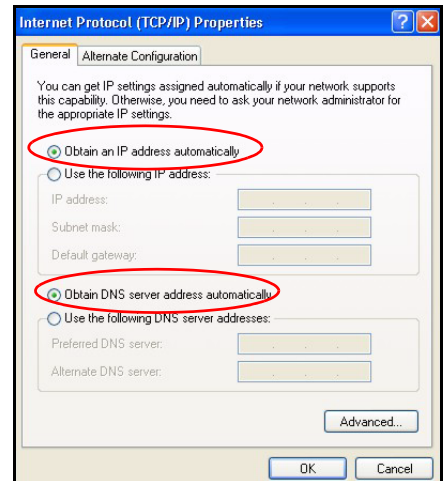 Internet Protocol (TCP/IP) Properties
General
Alternate Configuration
You can get IP settings assigned automatically if your network supports
this capability. Otherwise, you need to ask your network administrator for
the appropriate IP settings.
Obtain an IP address automatically
Use the following IP address:
IP address:
Subnet mask:
Default gateway:
Obtain DNS server address automatically
Use the following DNS server addresses:
Preferred DNS server:
Alternate DNS server:
Advanced...
OK
Cancel